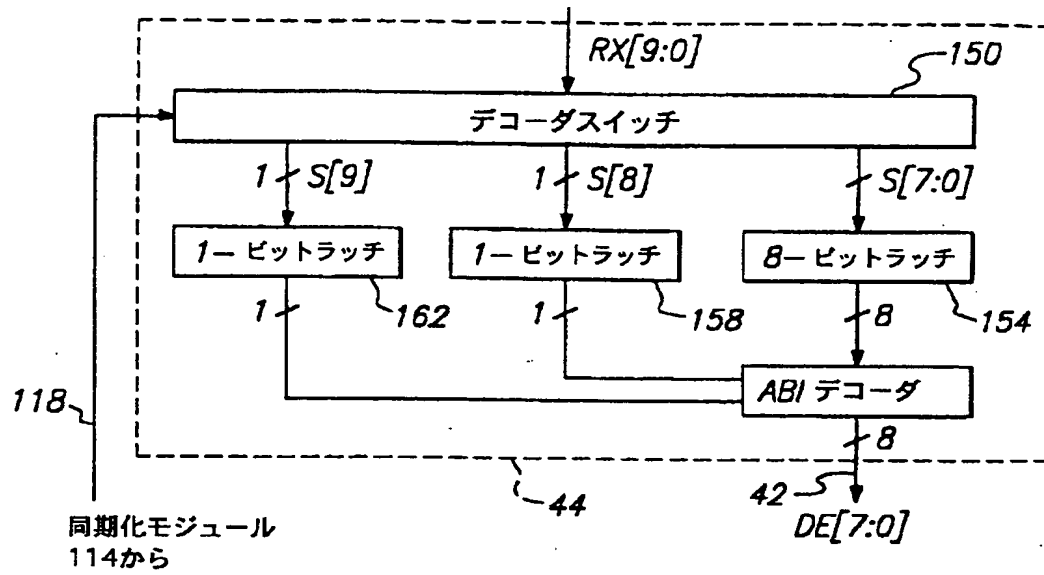 RX[9:0]
150
デコーダスイッチ
1 S[9]
1 S[8]
S[7:0]
1－ビットラッチ
1－ビットラッチ
8－ビットラッチ
1
162
1
158
8
154
118
ABI デコーダ
8
44
42
DE[7:0]
同期化モジュール
114から